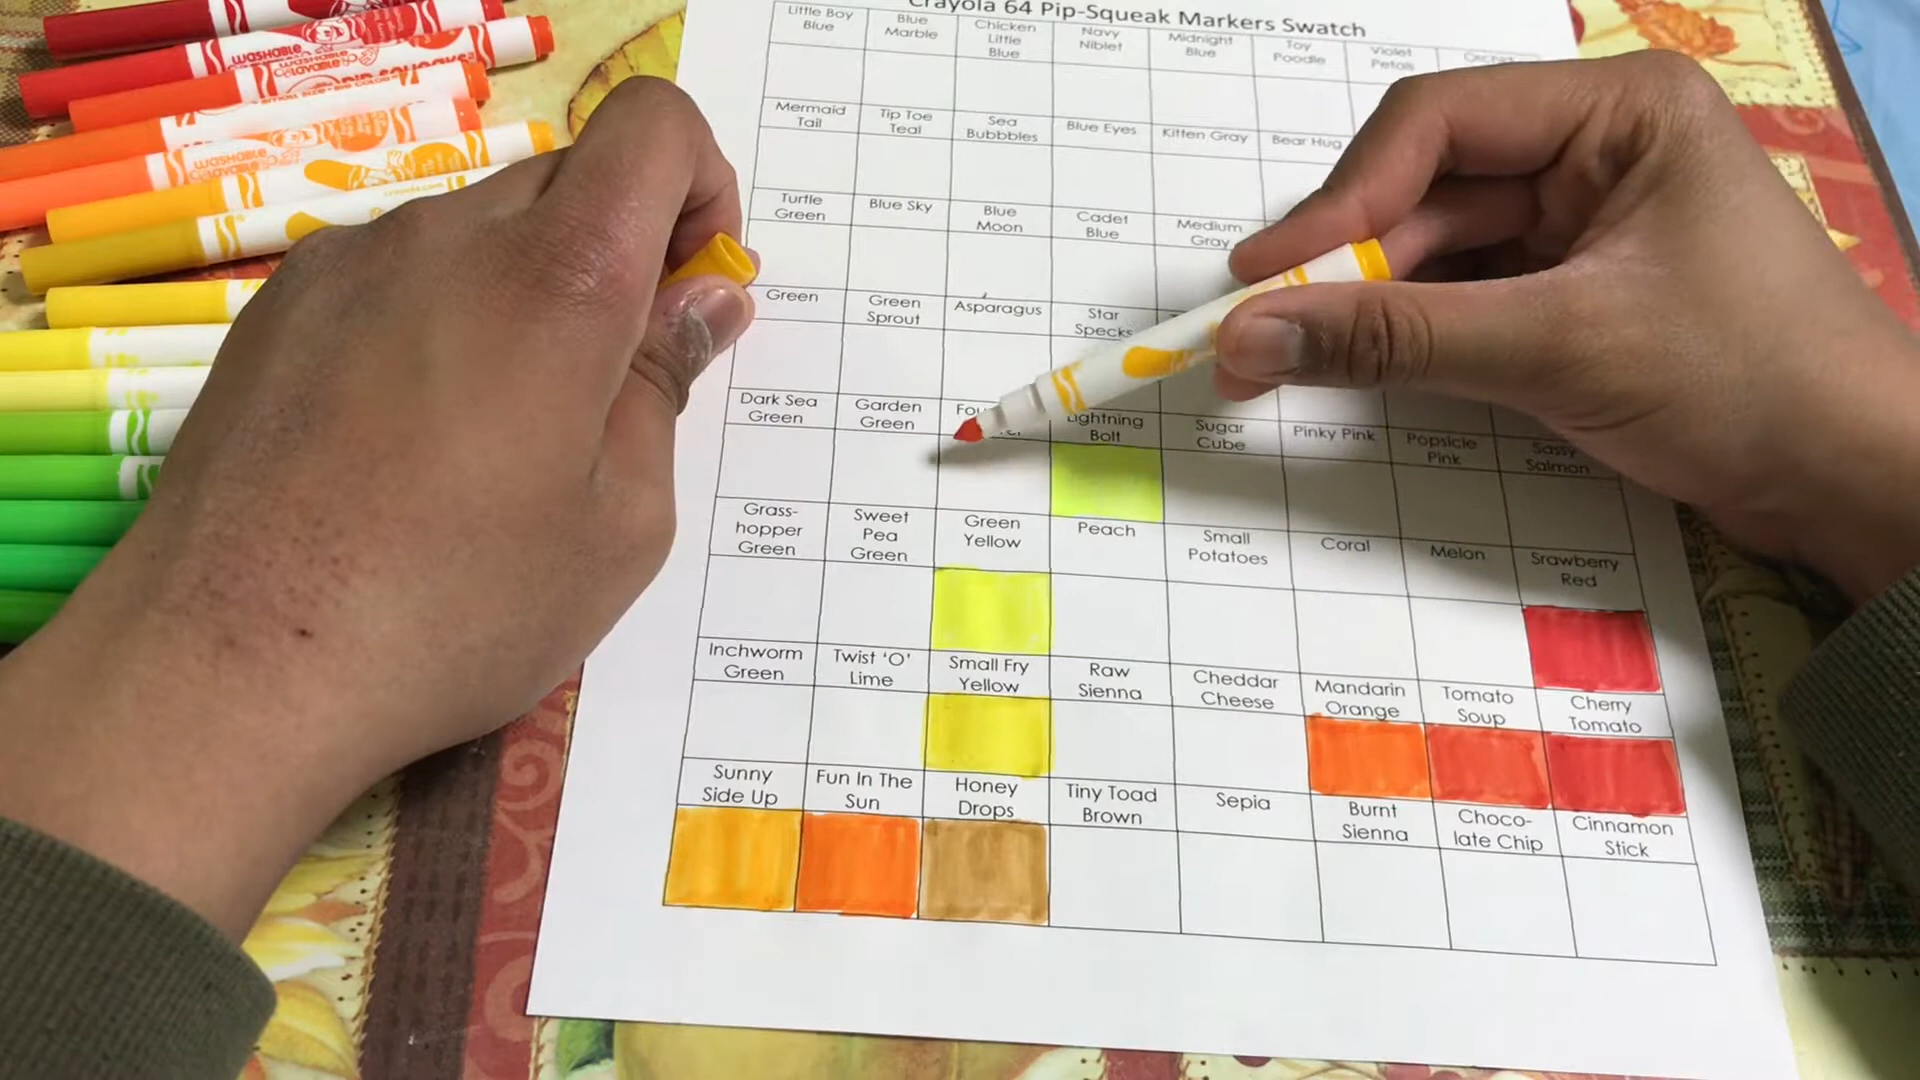 Crayola 64 Pip-Squeak Markers Swatch
Little Boy
Blue
Blue
Marble
Chicken
Little
Blue
Navy
Niblet
Midnight
Blue
Toy
Poodle
Violet
Petals
Mermaid
Tail
Tip Toe
Teal
Sea
Bubbbles
Blue Eyes
Kitten Gray
Bear Hug
Turtle
Green
Blue Sky
Blue
Moon
Cadet
Blue
Medium
Gray
Green
Green
Sprout
Asparagus
Star
Specks
Dark Sea
Green
Garden
Green
Lightning
Bolt
Sugar
Cube
Pinky Pink
Popsicle
Pink
Sassy
Salmon
Grass-
hopper
Green
Sweet
Pea
Green
Green
Yellow
Peach
Small
Potatoes
Coral
Melon
Srawberry
Red
Inchworm
Green
Twist ‘O’
Lime
Small Fry
Yellow
Raw
Sienna
Cheddar
Cheese
Mandarin
Orange
Tomato
Soup
Cherry
Tomato
Sunny
Side Up
Fun In The
Sun
Honey
Drops
Tiny Toad
Brown
Sepia
Burnt
Sienna
Choco-
late Chip
Cinnamon
Stick
WASHABLE
WASHABLE
LAVABLE
PIP-SQUEAKS
WASHABLE
LAVABLE
crayola.com